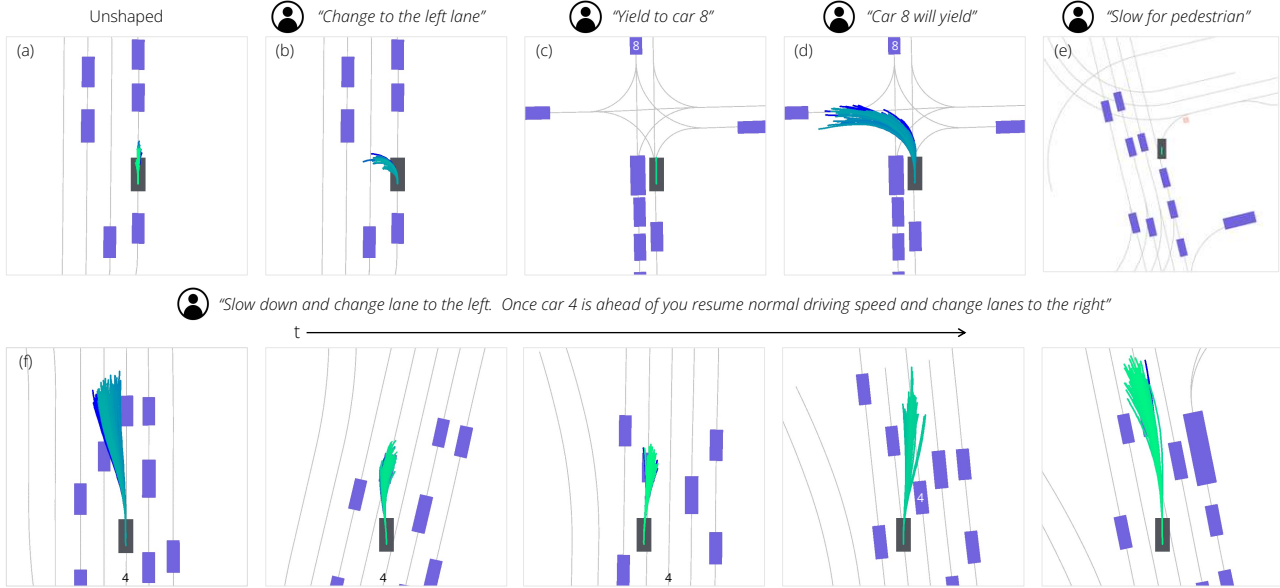 Unshaped
“Change to the left lane”
“Yield to car 8”
“Car 8 will yield”
“Slow for pedestrian”
(a)
(b)
(c)
8
(d)
8
(e)
“Slow down and change lane to the left. Once car 4 is ahead of you resume normal driving speed and change lanes to the right”
t
(f)
4
4
4
4